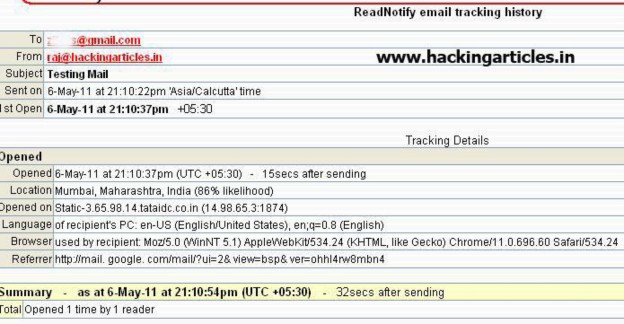 ReadNotify email tracking history
To s@gmail.com
From raj@hackingarticles.in
www.hackingarticles.in
Subject Testing Mail
Sent on 6-May-11 at 21:10:22pm 'Asia/Calcutta' time
1st Open 6-May-11 at 21:10:37pm +05:30
Tracking Details
Opened
Opened 6-May-11 at 21:10:37pm (UTC +05:30) - 15secs after sending
Location Mumbai, Maharashtra, India (86% likelihood)
Opened on Static-3.65.98.14.tataidc.co.in (14.98.65.3:1874)
Language of recipient's PC: en-US (English/United States), en;q=0.8 (English)
Browser used by recipient: Moz/5.0 (WinNT 5.1) AppleWebKit/534.24 (KHTML, like Gecko) Chrome/11.0.696.60 Safari/534.24
Referrer http://mail. google. com/mail/?ui=2& view=bsp& ver=ohhl4rw8mbn4
Summary - as at 6-May-11 at 21:10:54pm (UTC +05:30) - 32secs after sending
Total Opened 1 time by 1 reader